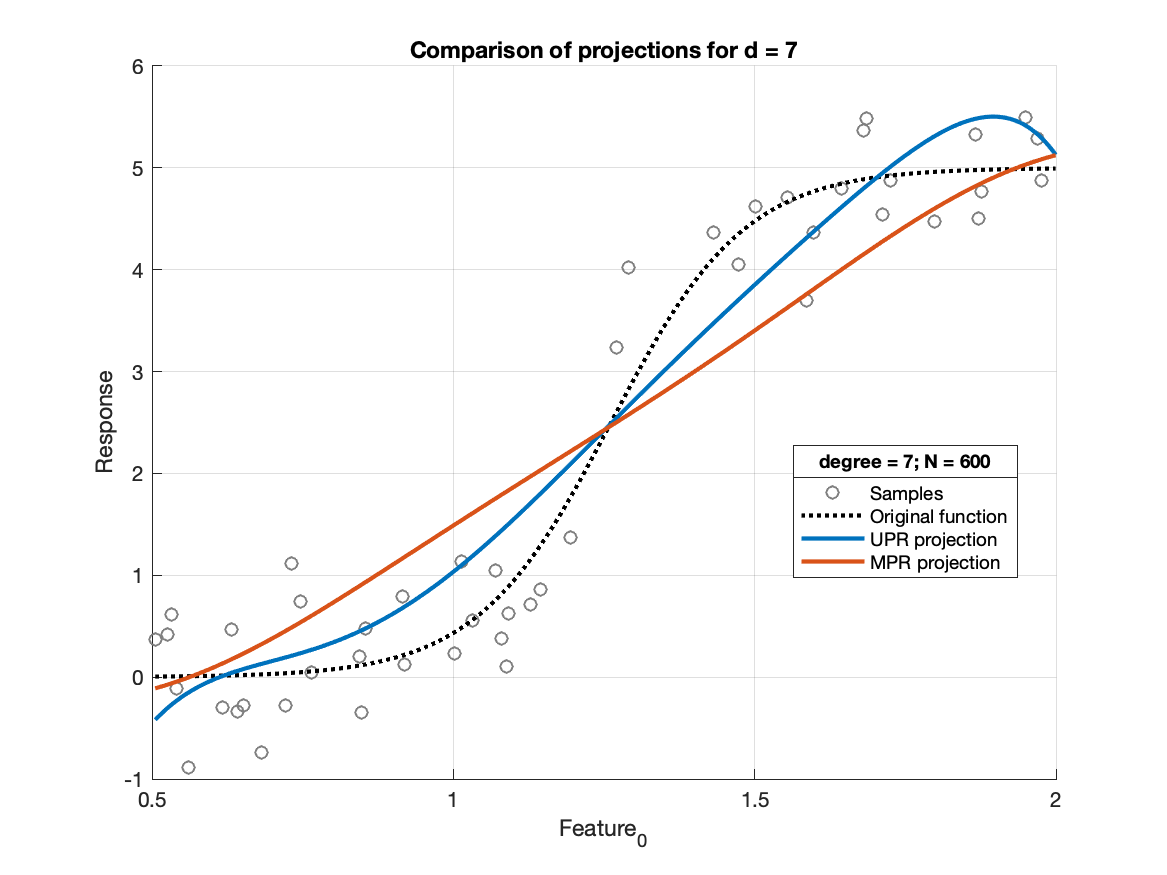 Comparison of projections for d = 7
6
5
4
3
2
1
0
-1
Response
0.5
1
1.5
2
Feature0
degree = 7; N = 600
Samples
Original function
UPR projection
MPR projection